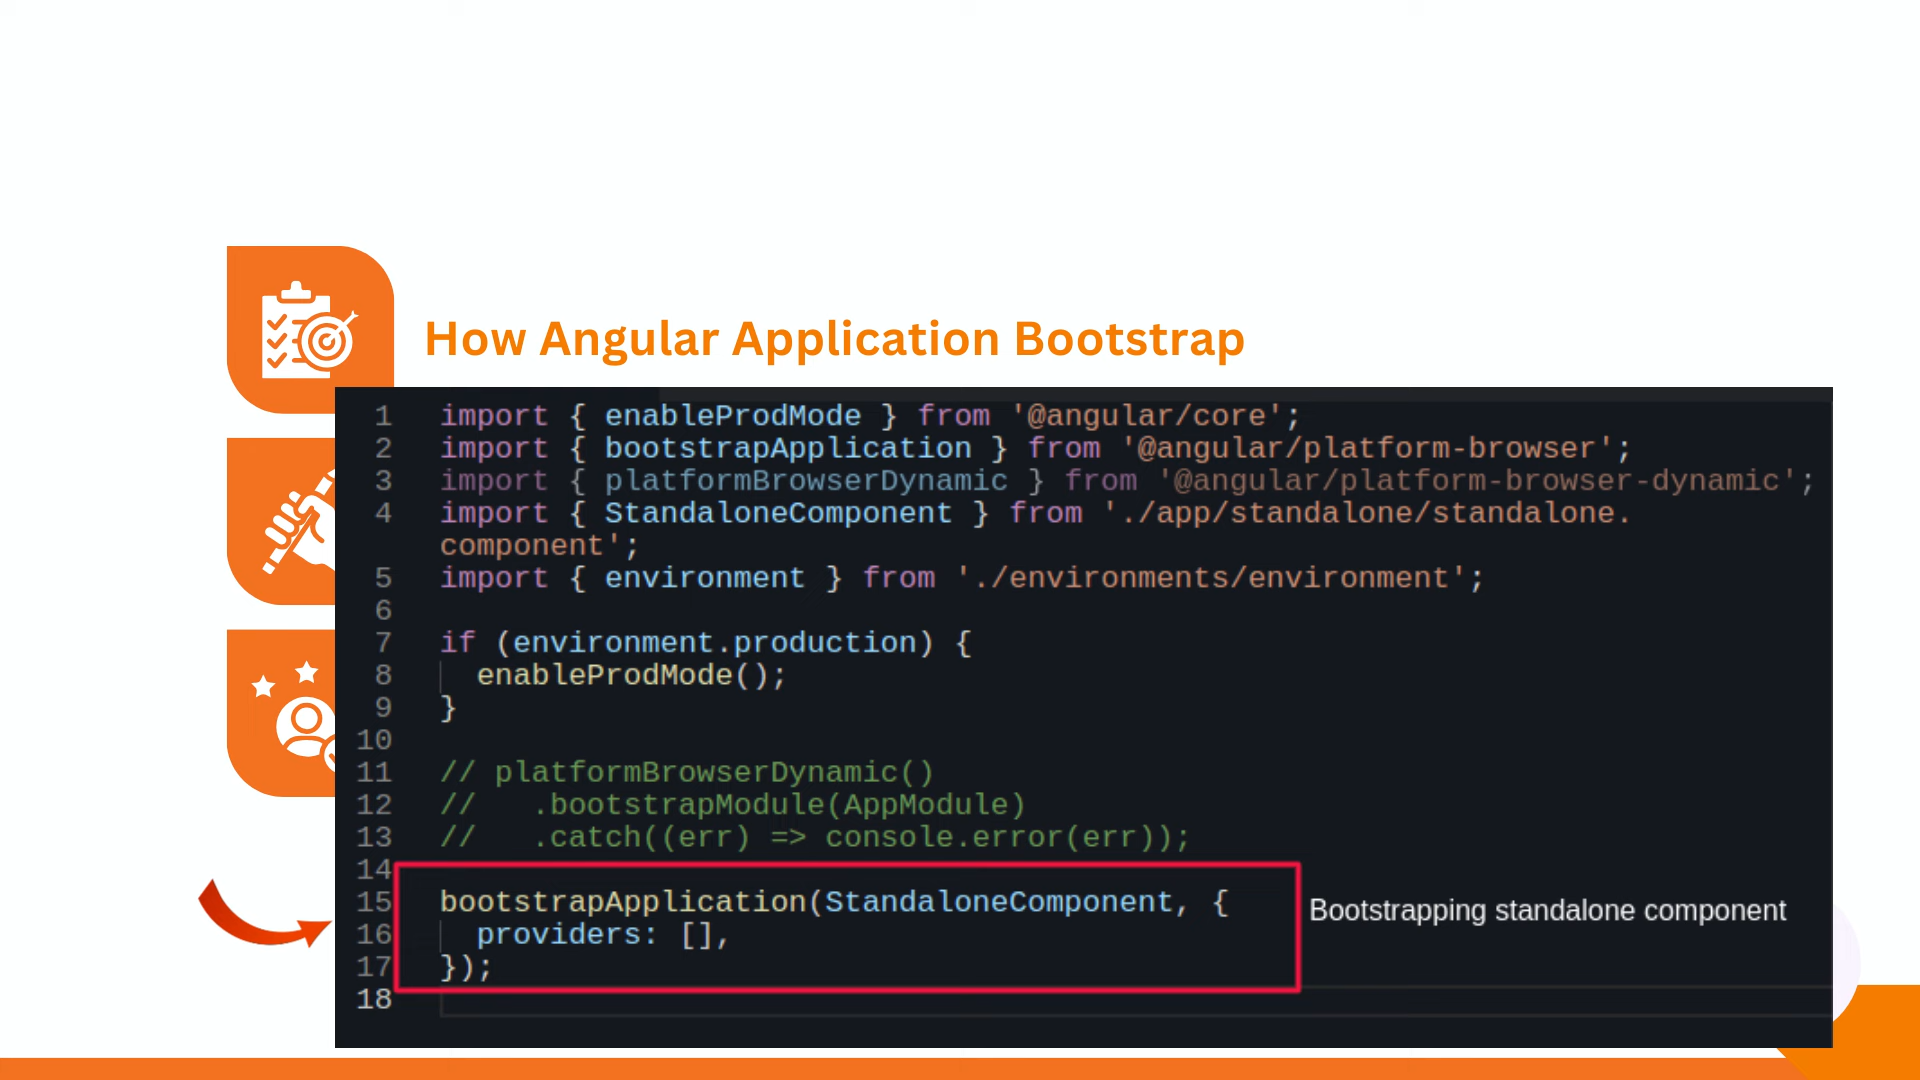 How Angular Application Bootstrap
1 import { enableProdMode } from '@angular/core';
2 import { bootstrapApplication } from '@angular/platform-browser';
3 import { platformBrowserDynamic } from '@angular/platform-browser-dynamic';
4 import { StandaloneComponent } from './app/standalone/standalone.
component';
5 import { environment } from './environments/environment';
6
7 if (environment.production) {
8   enableProdMode();
9 }
10
11 // platformBrowserDynamic()
12 //   .bootstrapModule(AppModule)
13 //   .catch((err) => console.error(err));
14
15 bootstrapApplication(StandaloneComponent, {
Bootstrapping standalone component
16   providers: [],
17 });
18